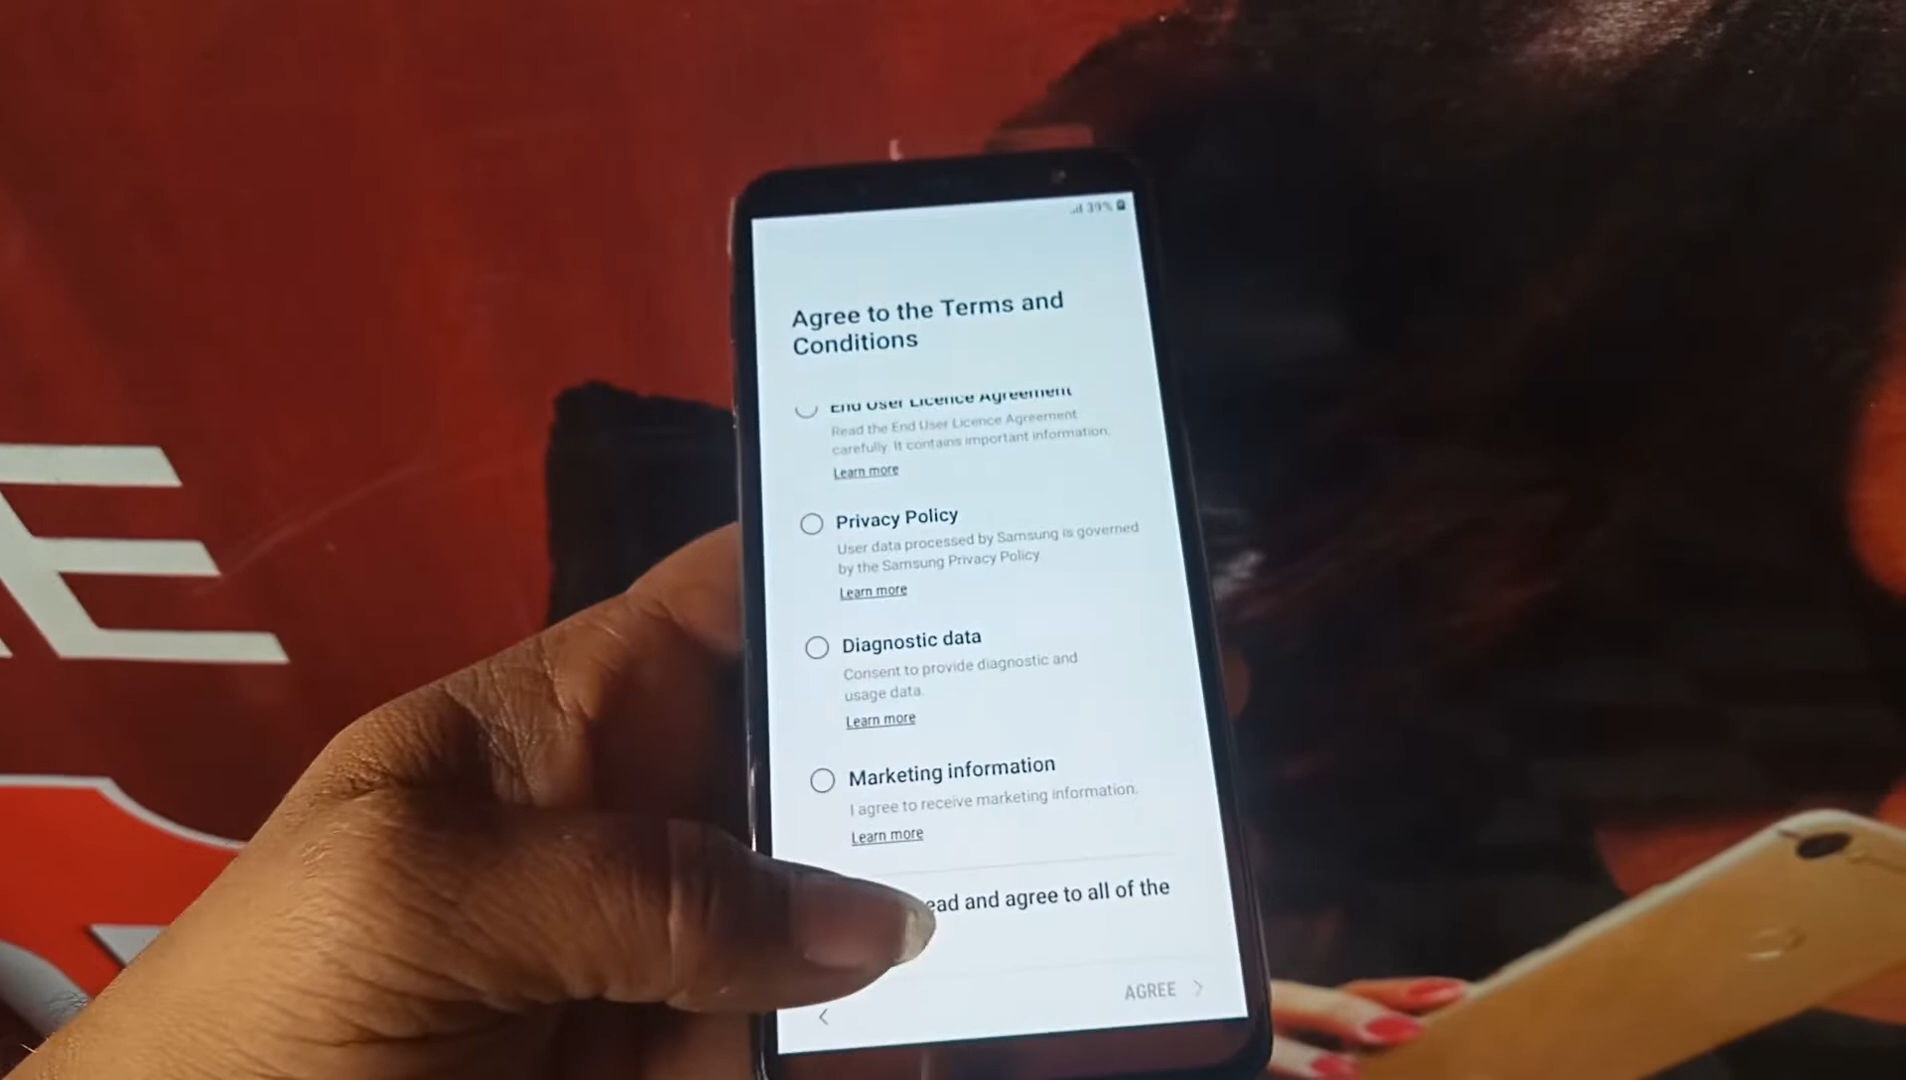 39%
Agree to the Terms and
Conditions
End User Licence Agreement
Read the End User Licence Agreement
carefully. It contains important information.
Learn more
Privacy Policy
User data processed by Samsung is governed
by the Samsung Privacy Policy
Learn more
Diagnostic data
Consent to provide diagnostic and
usage data.
Learn more
Marketing information
I agree to receive marketing information.
Learn more
ead and agree to all of the
AGREE
E